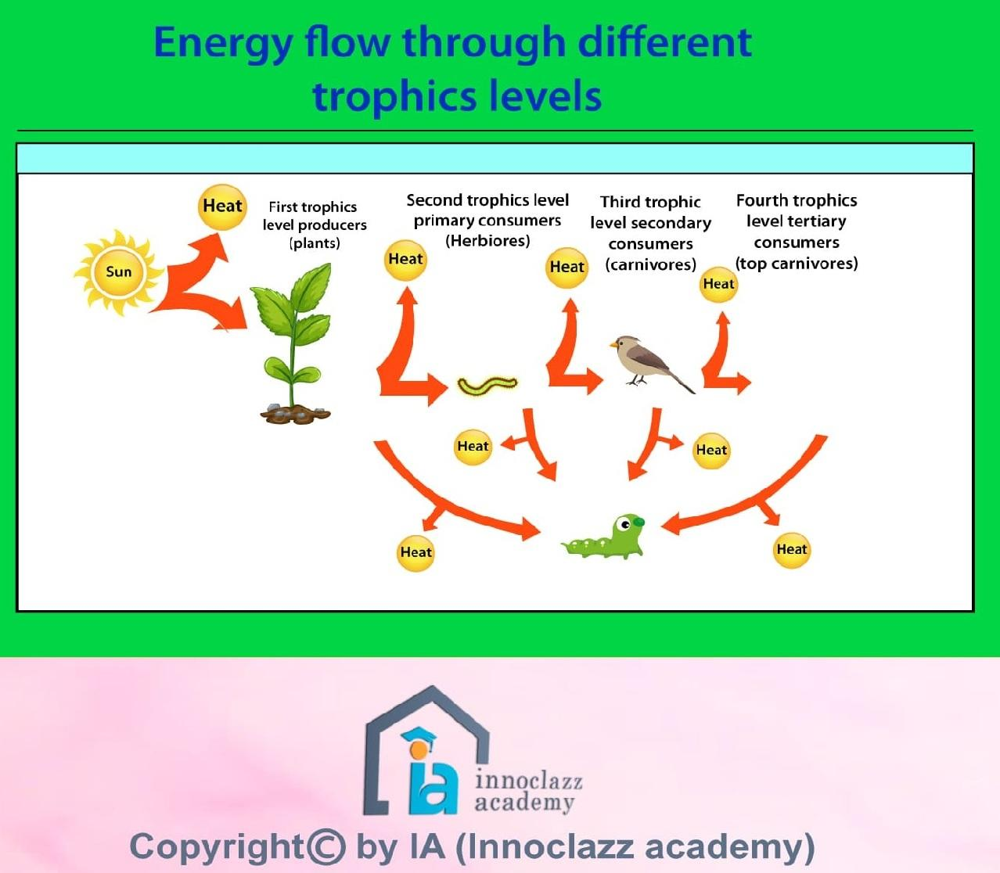 Energy flow through different
trophics levels
Heat
Sun
First trophics
level producers
(plants)
Second trophics level
primary consumers
(Herbiores)
Heat
Third trophic
level secondary
consumers
(carnivores)
Heat
Fourth trophics
level tertiary
consumers
(top carnivores)
Heat
Heat
Heat
Heat
Heat
ia
innoclazz
academy
Copyright© by IA (Innoclazz academy)